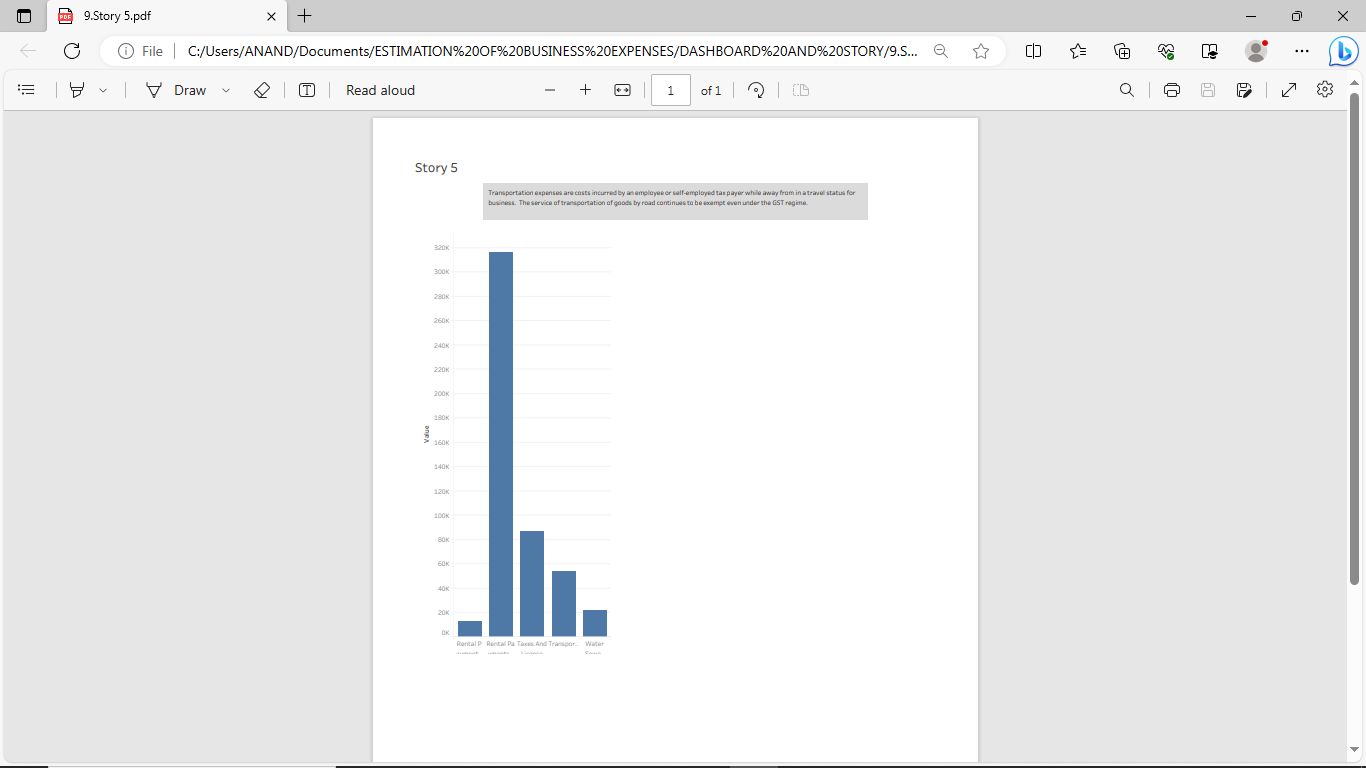 9.Story 5.pdf
File
C:/Users/ANAND/Documents/ESTIMATION%20OF%20BUSINESS%20EXPENSES/DASHBOARD%20AND%20STORY/9.S...
Draw
Read aloud
1
of 1
Story 5
Transportation expenses are costs incurred by an employee or self-employed tax payer while away from in a travel status for
business. The service of transportation of goods by road continues to be exempt even under the GST regime.
320K
300K
280K
260K
240K
220K
200K
180K
160K
140K
120K
100K
80K
60K
40K
20K
0K
Value
Rental P Rental Pa Taxes And Transpor.. Water